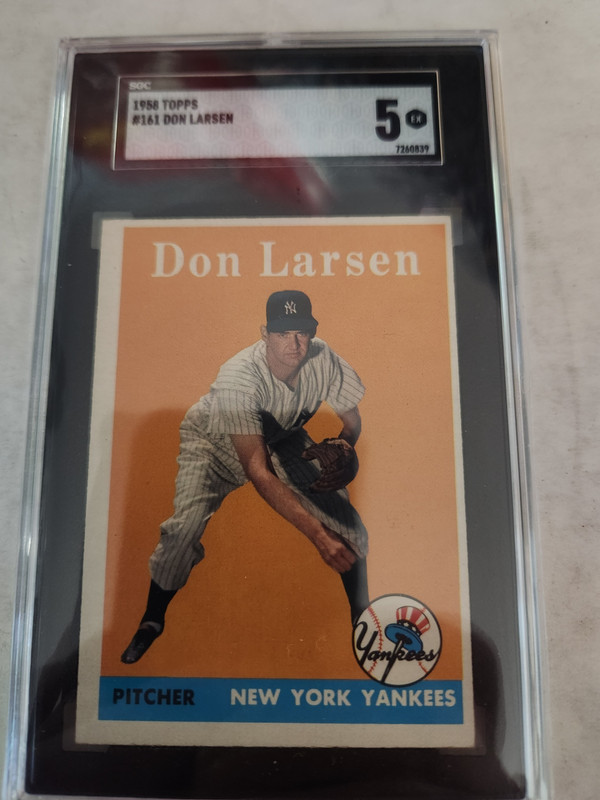 SGC
1958 TOPPS
#161 DON LARSEN
5 EX
7260839
Don Larsen
NY
Yankees
PITCHER NEW YORK YANKEES